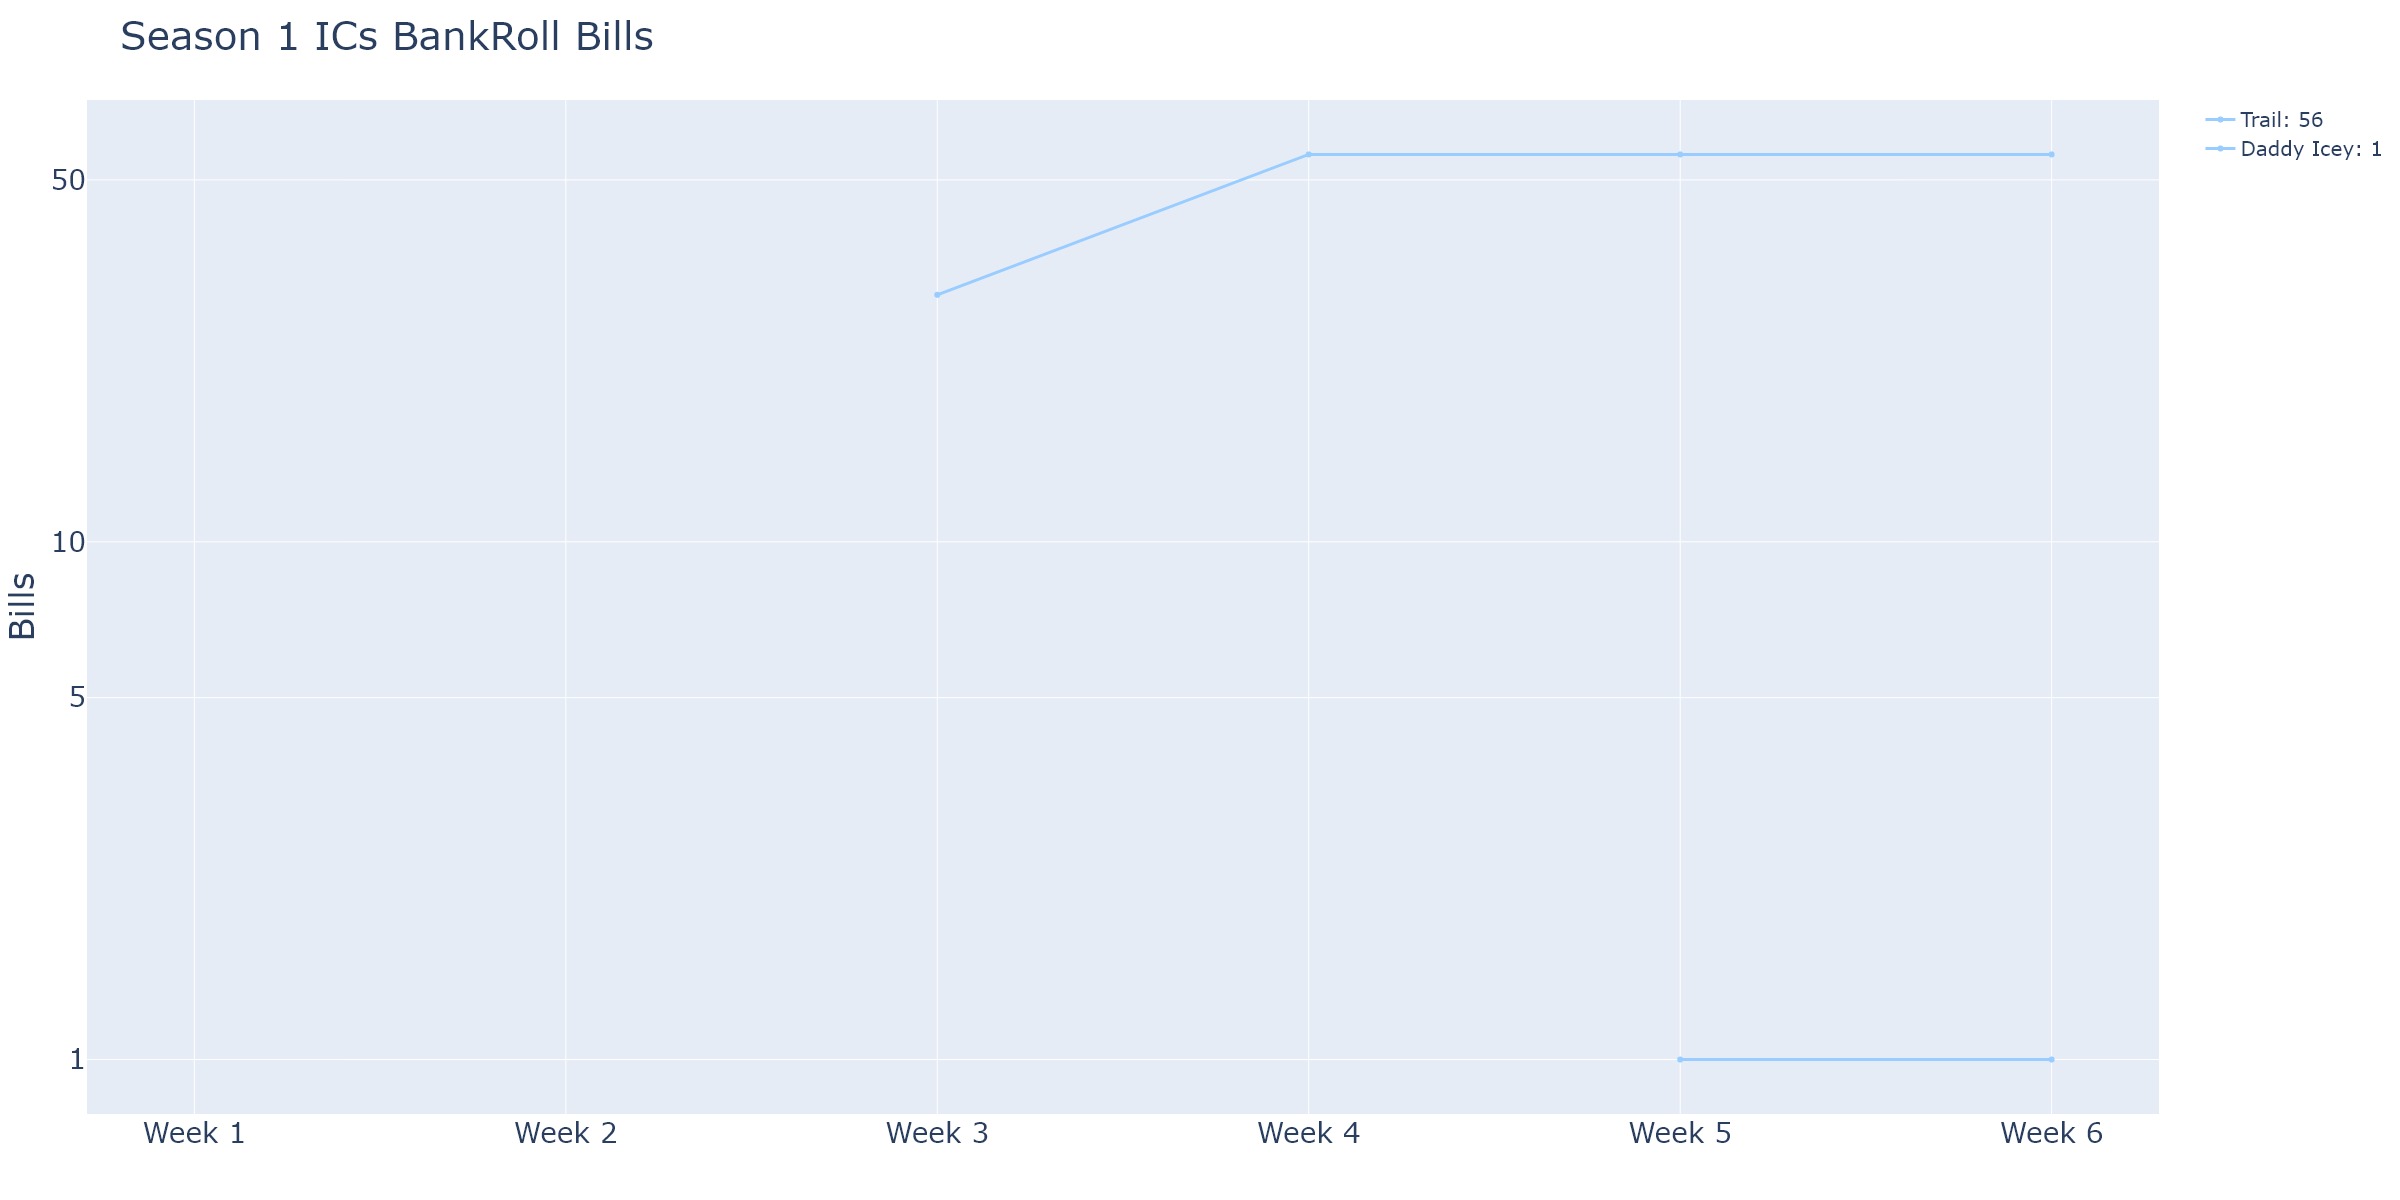 Season 1 ICs BankRoll Bills
Trail: 56
Daddy Icey: 1
50
10
5
1
Bills
Week 1
Week 2
Week 3
Week 4
Week 5
Week 6